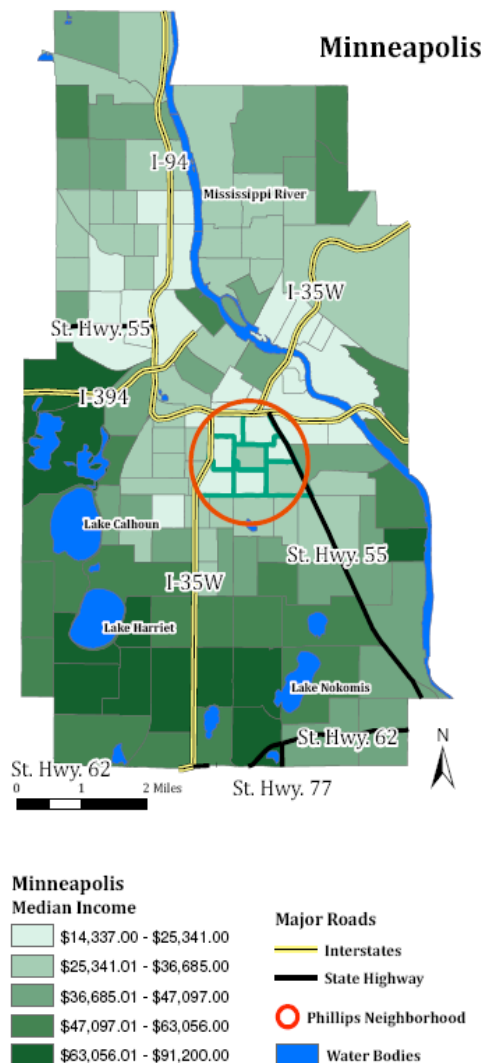 Minneapolis
I-94
Mississippi River
I-35W
St. Hwy. 55
I-394
Lake Calhoun
St. Hwy. 55
I-35W
Lake Harriet
Lake Nokomis
St. Hwy. 62
N
St. Hwy. 62
St. Hwy. 77
0 1 2 Miles
Minneapolis
Median Income
$14,337.00 - $25,341.00
$25,341.01 - $36,685.00
$36,685.01 - $47,097.00
$47,097.01 - $63,056.00
$63,056.01 - $91,200.00
Major Roads
Interstates
State Highway
Phillips Neighborhood
Water Bodies